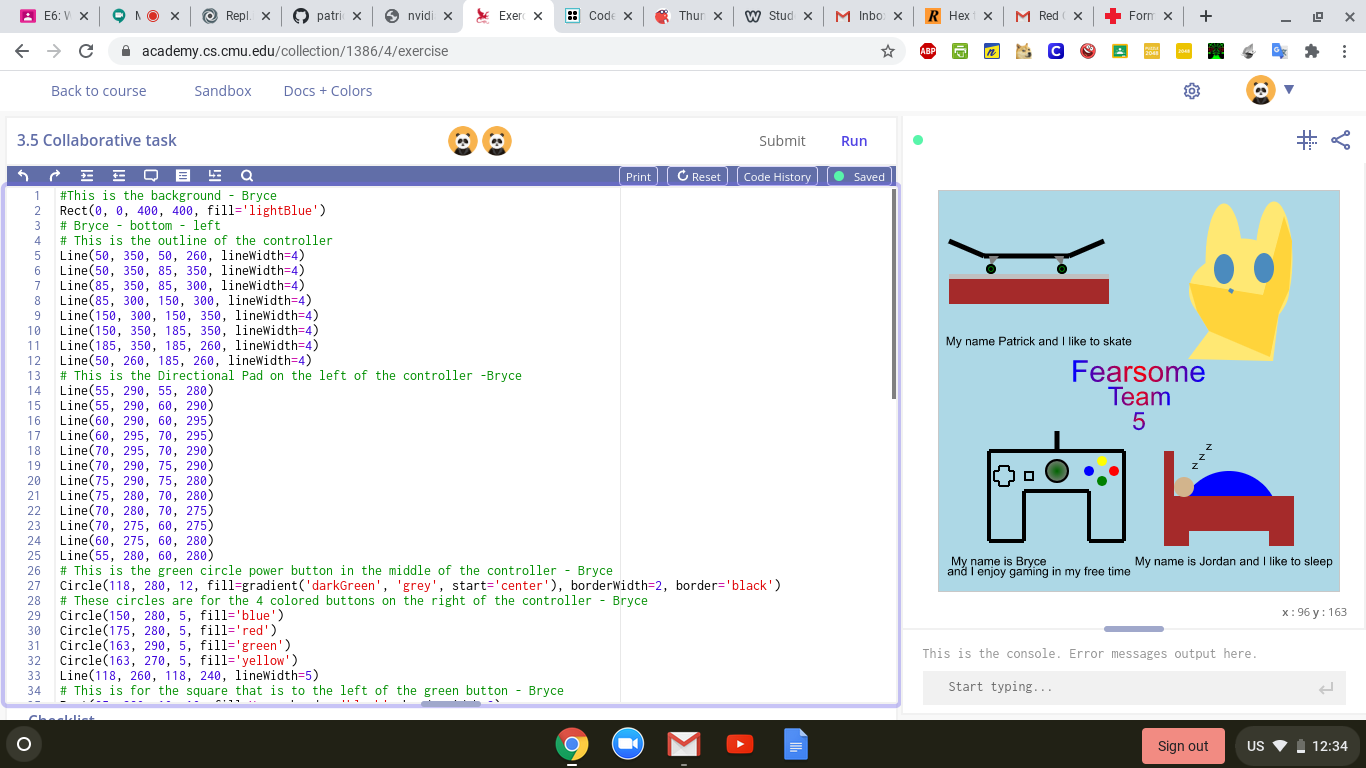 E6: W
M
Repl.
patri
nvidi
Exerc
Code
Thun
Stude
Inbox
Hex t
Red
Form
academy.cs.cmu.edu/collection/1386/4/exercise
Back to course
Sandbox
Docs + Colors
3.5 Collaborative task
Submit
Run
Print
Reset
Code History
Saved
1 #This is the background - Bryce
2 Rect(0, 0, 400, 400, fill='lightBlue')
3 # Bryce - bottom - left
4 # This is the outline of the controller
5 Line(50, 350, 50, 260, lineWidth=4)
6 Line(50, 350, 85, 350, lineWidth=4)
7 Line(85, 350, 85, 300, lineWidth=4)
8 Line(85, 300, 150, 300, lineWidth=4)
9 Line(150, 300, 150, 350, lineWidth=4)
10 Line(150, 350, 185, 350, lineWidth=4)
11 Line(185, 350, 185, 260, lineWidth=4)
12 Line(50, 260, 185, 260, lineWidth=4)
13 # This is the Directional Pad on the left of the controller -Bryce
14 Line(55, 290, 55, 280)
15 Line(55, 290, 60, 290)
16 Line(60, 290, 60, 295)
17 Line(60, 295, 70, 295)
18 Line(70, 295, 70, 290)
19 Line(70, 290, 75, 290)
20 Line(75, 290, 75, 280)
21 Line(75, 280, 70, 280)
22 Line(70, 280, 70, 275)
23 Line(70, 275, 60, 275)
24 Line(60, 275, 60, 280)
25 Line(55, 280, 60, 280)
26 # This is the green circle power button in the middle of the controller - Bryce
27 Circle(118, 280, 12, fill=gradient('darkGreen', 'grey', start='center'), borderWidth=2, border='black')
28 # These circles are for the 4 colored buttons on the right of the controller - Bryce
29 Circle(150, 280, 5, fill='blue')
30 Circle(175, 280, 5, fill='red')
31 Circle(163, 290, 5, fill='green')
32 Circle(163, 270, 5, fill='yellow')
33 Line(118, 260, 118, 240, lineWidth=5)
34 # This is for the square that is to the left of the green button - Bryce
Checklist
My name Patrick and I like to skate
Fearsome
Team
5
z
z
z
My name is Bryce
and I enjoy gaming in my free time
My name is Jordan and I like to sleep
x : 96 y : 163
This is the console. Error messages output here.
Start typing...
Sign out
US
12:34